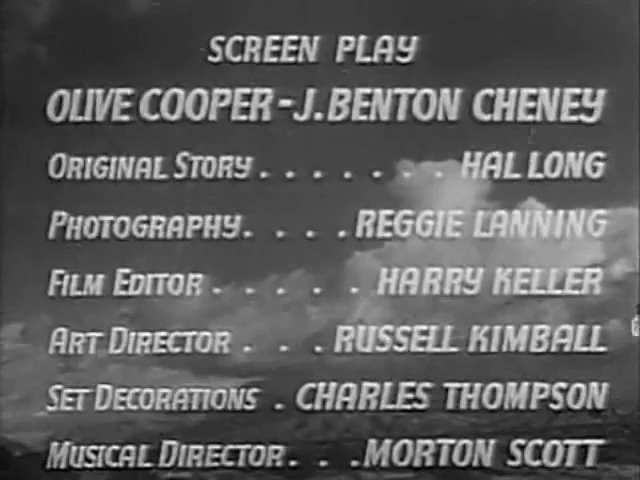 SCREEN PLAY
OLIVE COOPER-J. BENTON CHENEY
ORIGINAL STORY . . . . . . . HAL LONG
PHOTOGRAPHY. . . . . REGGIE LANNING
FILM EDITOR . . . . . HARRY KELLER
ART DIRECTOR . . . RUSSELL KIMBALL
SET DECORATIONS . CHARLES THOMPSON
MUSICAL DIRECTOR. . . MORTON SCOTT